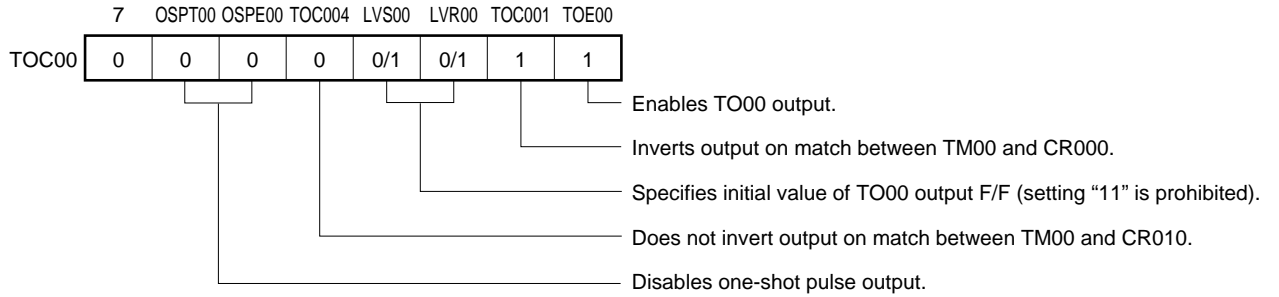 7 OSPT00 OSPE00 TOC004 LVS00 LVR00 TOC001 TOE00
TOC00 0 0 0 0 0/1 0/1 1 1
Enables TO00 output.
Inverts output on match between TM00 and CR000.
Specifies initial value of TO00 output F/F (setting “11” is prohibited).
Does not invert output on match between TM00 and CR010.
Disables one-shot pulse output.